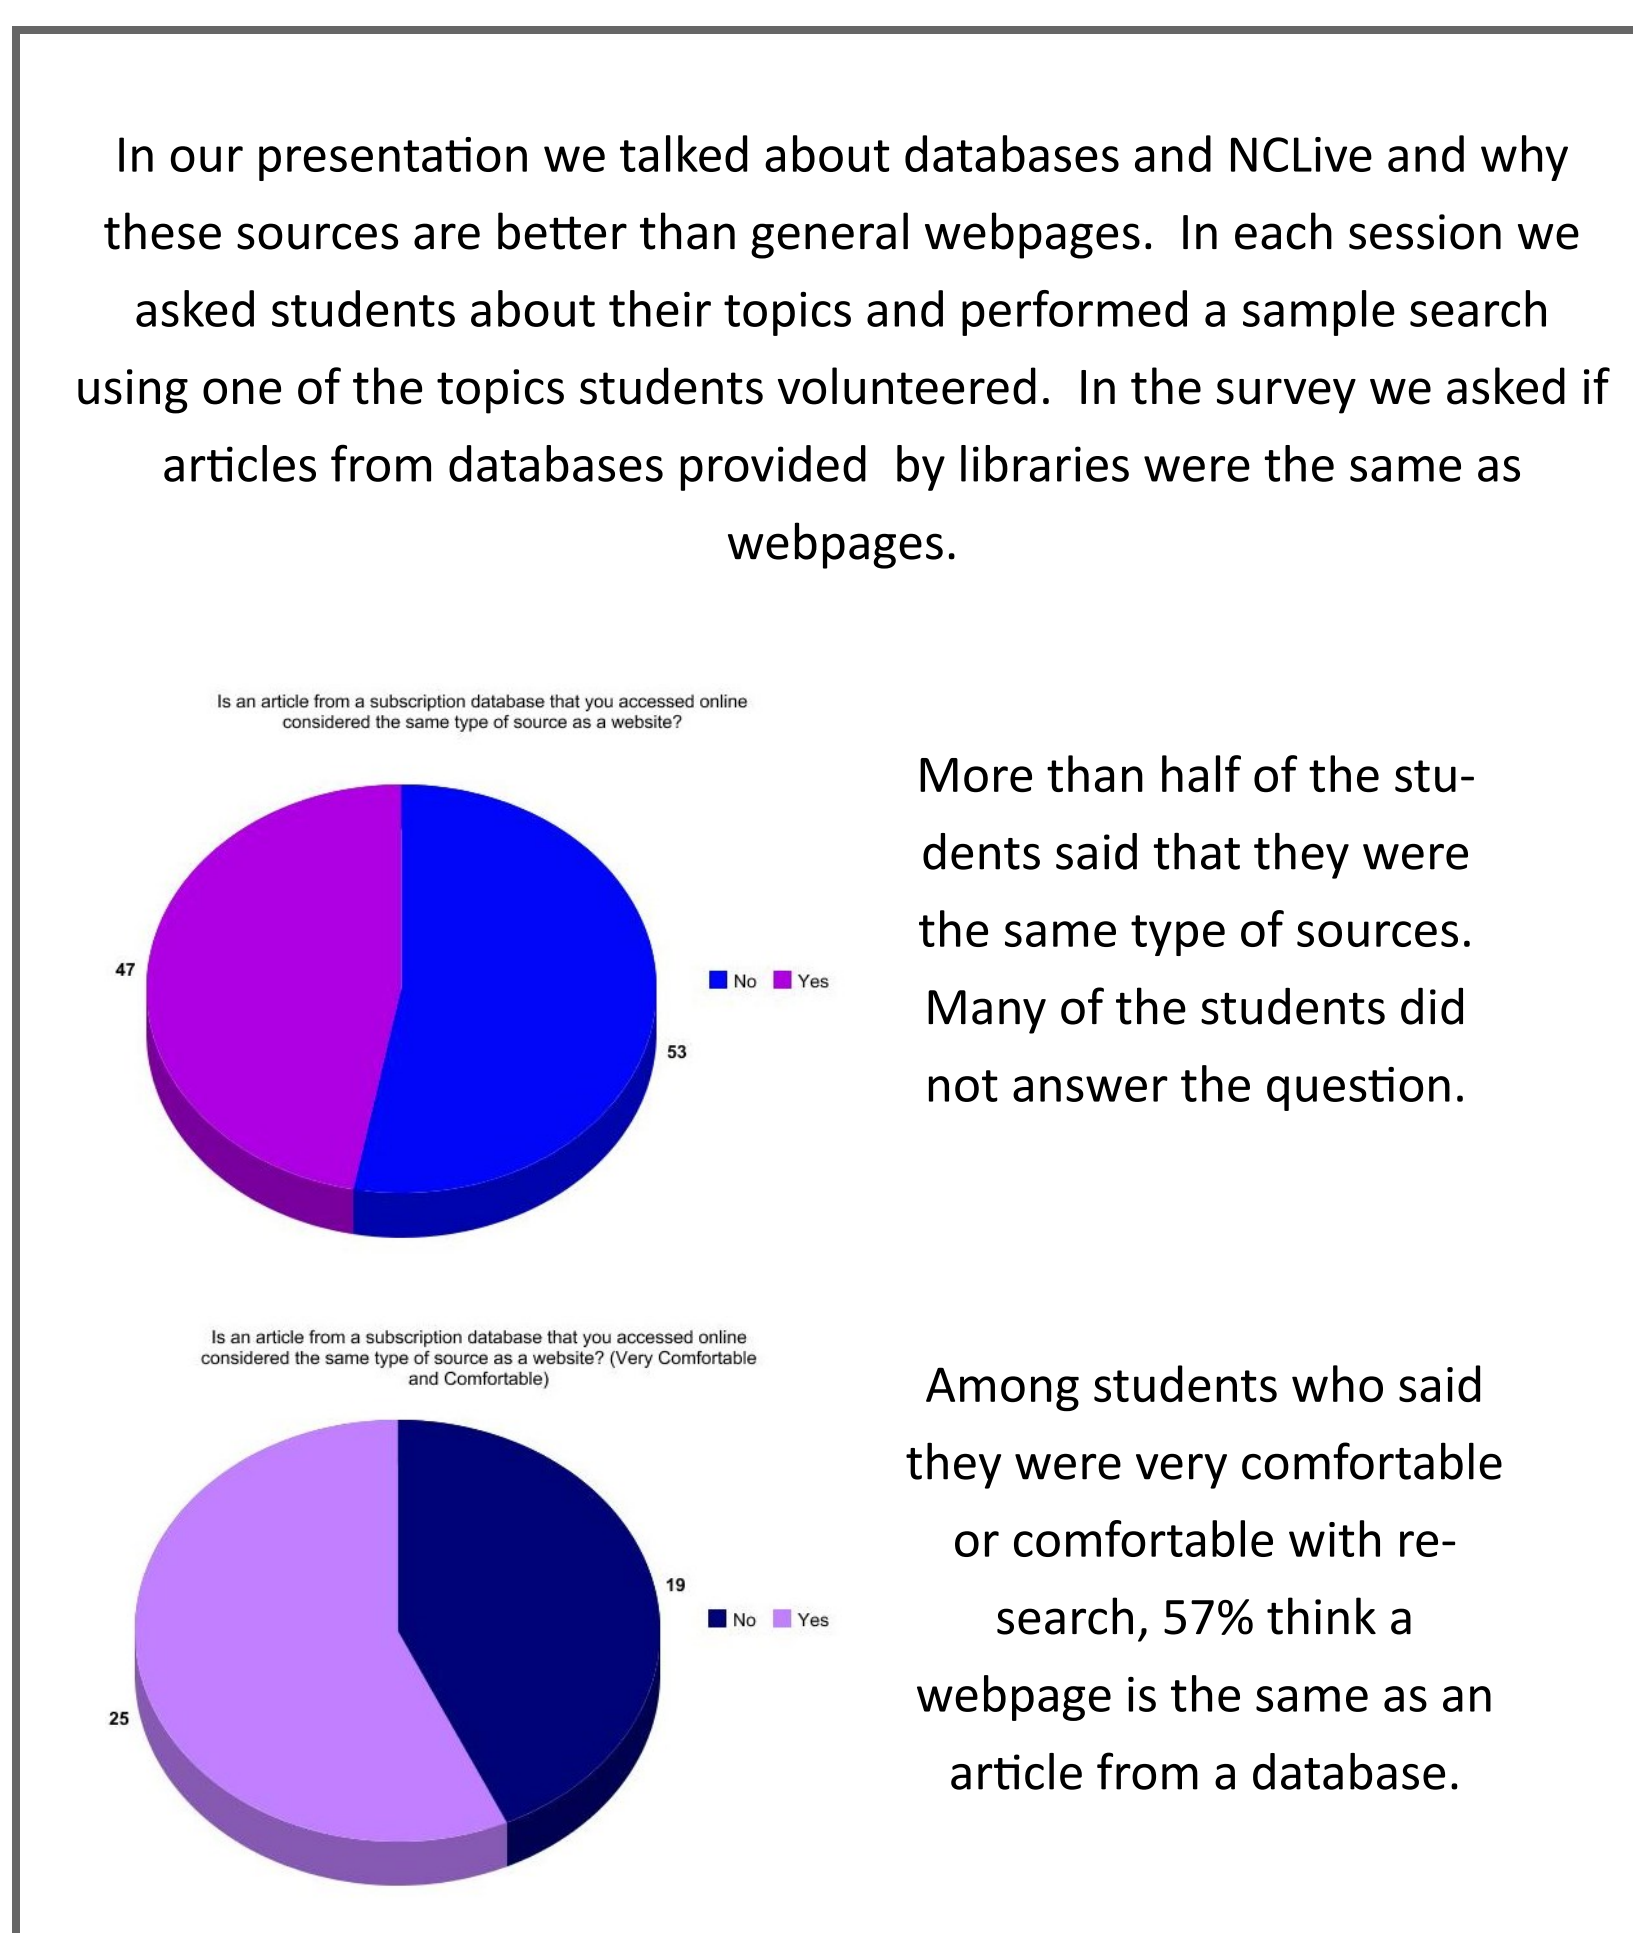 In our presentation we talked about databases and NCLive and why
these sources are better than general webpages.  In each session we
asked students about their topics and performed a sample search
using one of the topics students volunteered.  In the survey we asked if
articles from databases provided  by libraries were the same as
webpages.
Is an article from a subscription database that you accessed online
considered the same type of source as a website?
47
53
No
Yes
More than half of the stu-
dents said that they were
the same type of sources.
Many of the students did
not answer the question.
Is an article from a subscription database that you accessed online
considered the same type of source as a website? (Very Comfortable
and Comfortable)
19
25
No
Yes
Among students who said
they were very comfortable
or comfortable with re-
search, 57% think a
webpage is the same as an
article from a database.